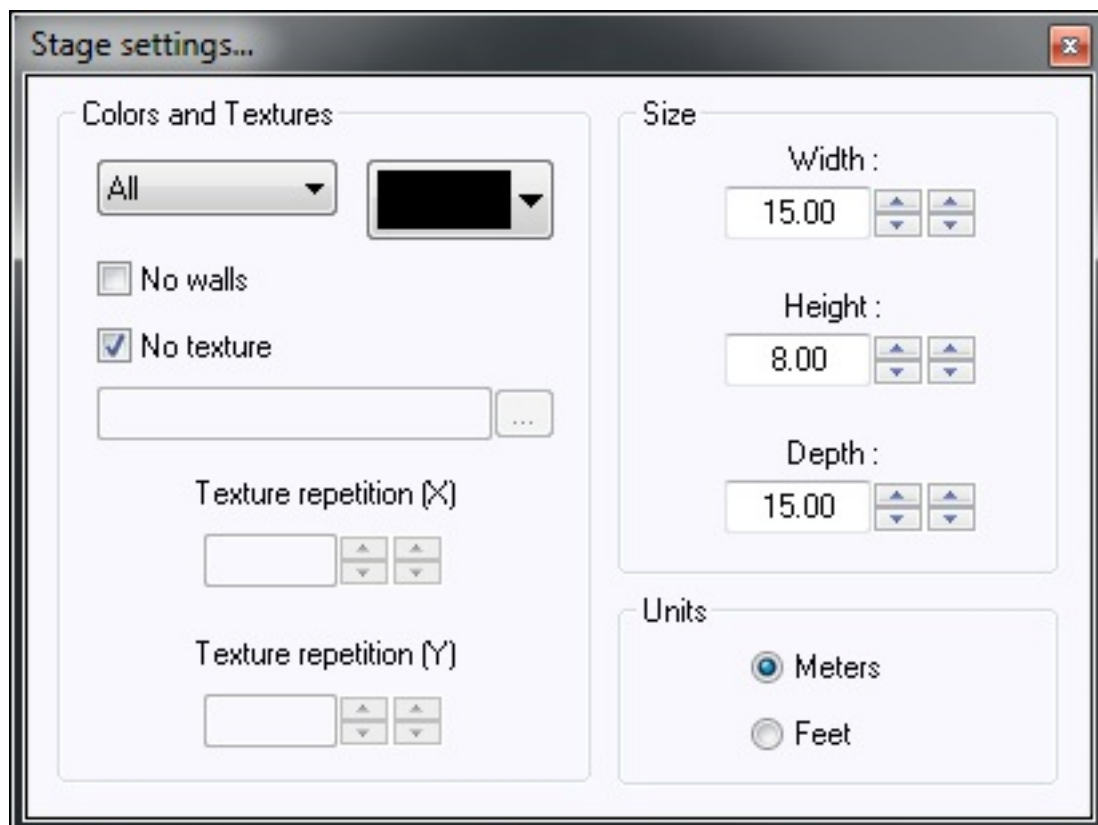 Stage settings...
Colors and Textures
All
No walls
No texture
...
Texture repetition (X)
Texture repetition (Y)
Size
Width :
15.00
Height :
8.00
Depth :
15.00
Units
Meters
Feet